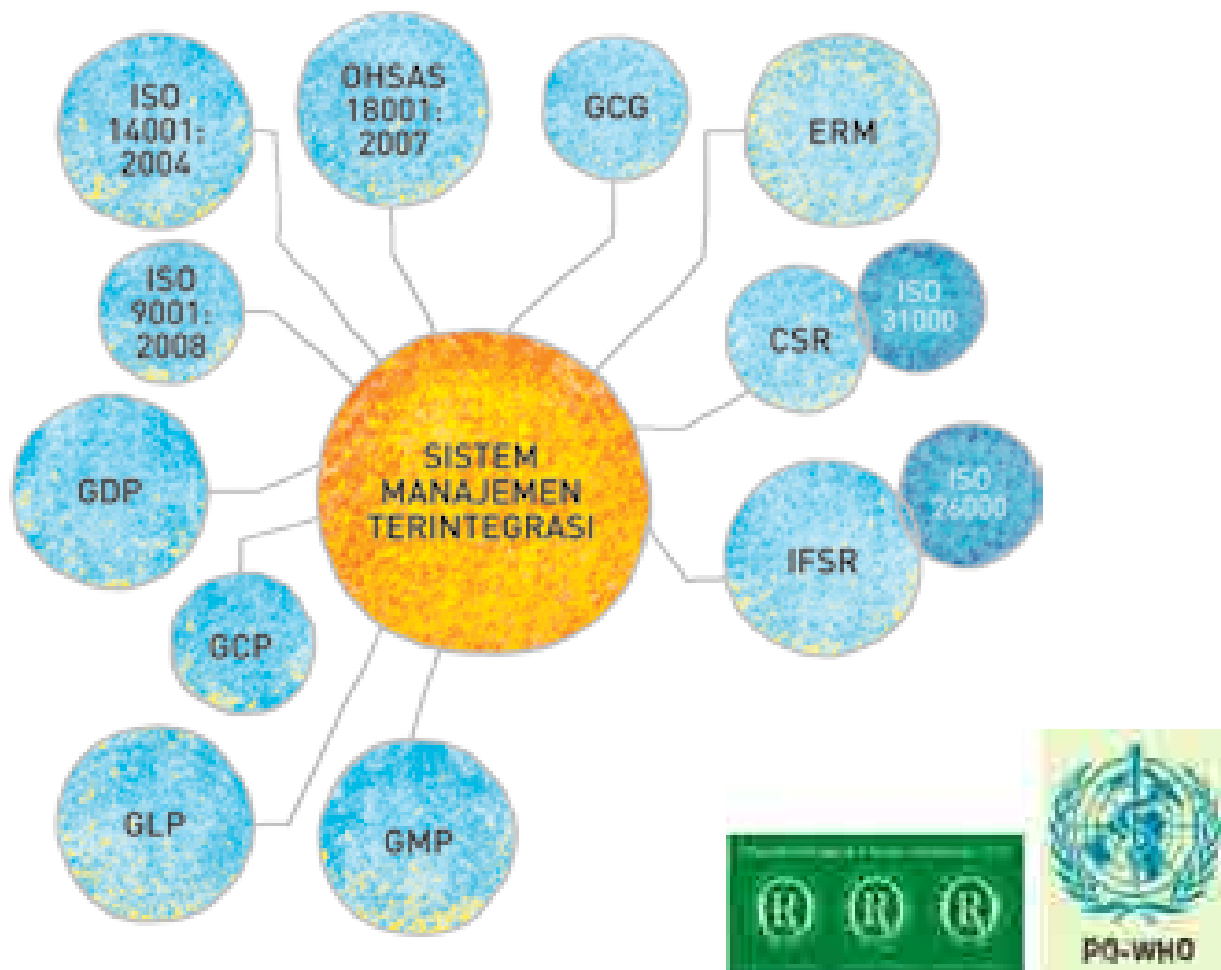 ISO
14001:
2004
OHSAS
18001:
2007
GCG
ERM
ISO
9001:
2008
CSR
ISO
31000
GDP
SISTEM
MANAJEMEN
TERINTEGRASI
IFSR
ISO
26000
GCP
GLP
GMP
R R R
PQ-WHO